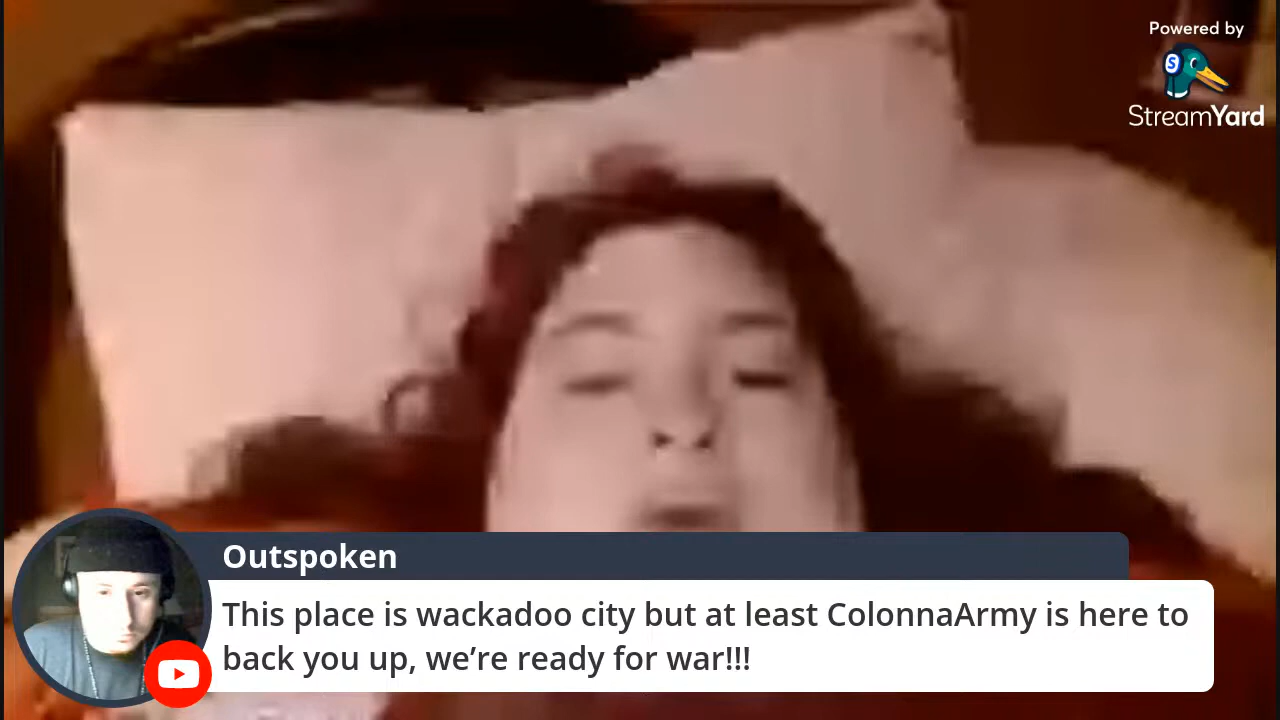 Powered by
StreamYard
Outspoken
This place is wackadoo city but at least ColonnaArmy is here to
back you up, we’re ready for war!!!